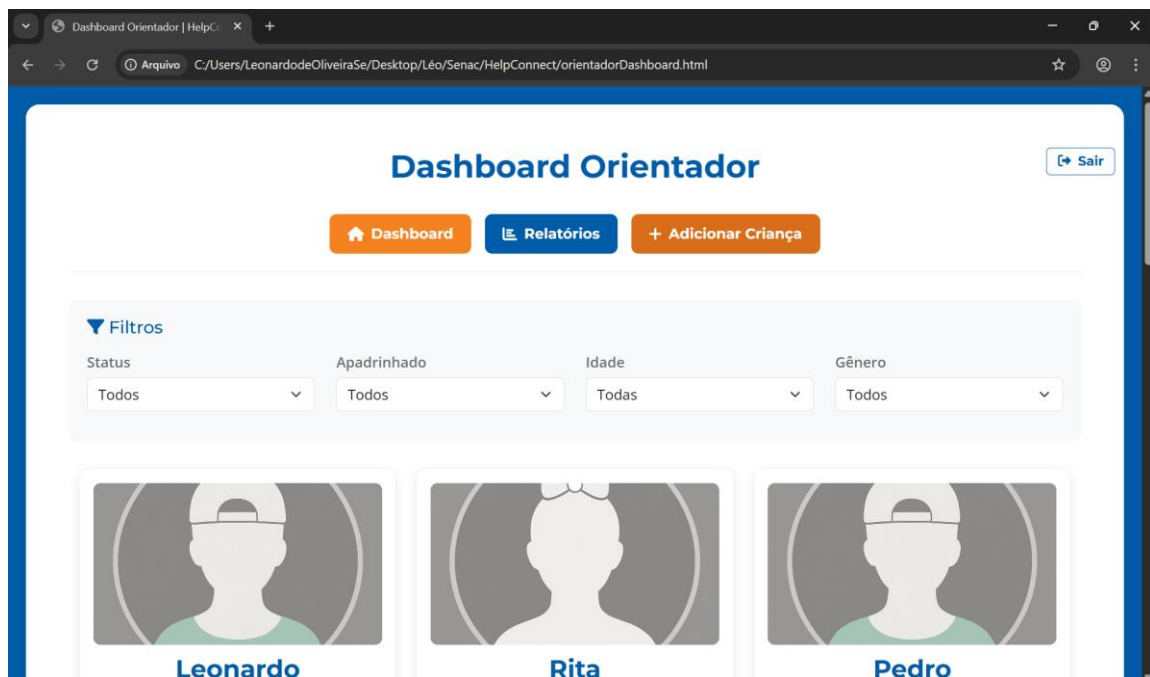 Dashboard Orientador | HelpCo
Arquivo C:/Users/LeonardodeOliveiraSe/Desktop/Léo/Senac/HelpConnect/orientadorDashboard.html
Dashboard Orientador
Sair
Dashboard Relatórios + Adicionar Criança
Filtros
Status Apadrinhado Idade Gênero
Todos Todos Todas Todos
Leonardo Rita Pedro